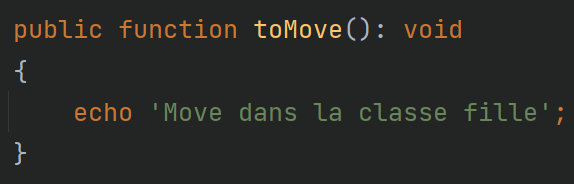 public function toMove(): void
{
    echo 'Move dans la classe fille';
}